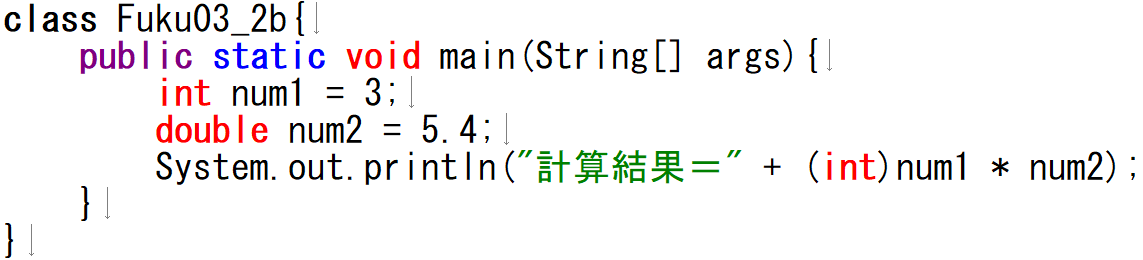 class Fuku03_2b{↓
    public static void main(String[] args){↓
        int num1 = 3;↓
        double num2 = 5.4;↓
        System.out.println("計算結果＝" + (int)num1 * num2);
    }↓
}↓